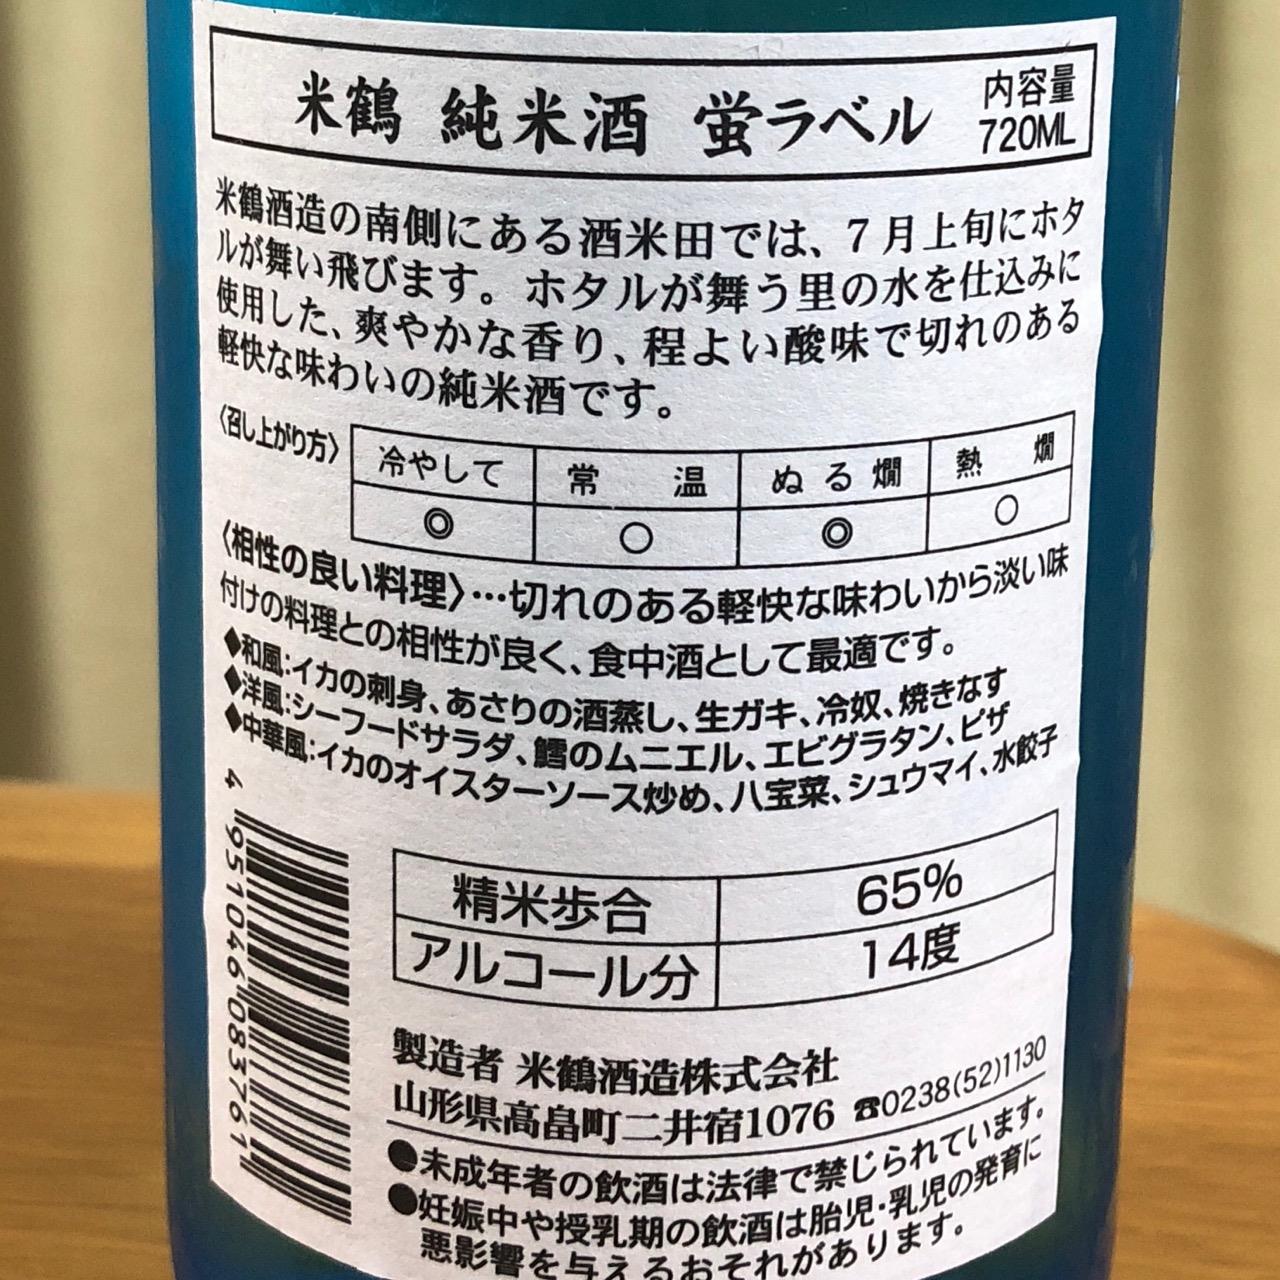 米鶴 純米酒 蛍ラベル
内容量
720ML
米鶴酒造の南側にある酒米田では、7月上旬にホタ
ルが舞い飛びます。ホタルが舞う里の水を仕込みに
使用した、爽やかな香り、程よい酸味で切れのある
軽快な味わいの純米酒です。
〈召し上がり方〉
冷やして 常温 ぬる燗 熱燗
◎ ○ ◎ ○
〈相性の良い料理〉…切れのある軽快な味わいから淡い味
付けの料理との相性が良く、食中酒として最適です。
◆和風:イカの刺身、あさりの酒蒸し、生ガキ、冷奴、焼きなす
◆洋風:シーフードサラダ、鱈のムニエル、エビグラタン、ピザ
◆中華風:イカのオイスターソース炒め、八宝菜、シュウマイ、水餃子
4951046083761
精米歩合 65%
アルコール分 14度
製造者 米鶴酒造株式会社
山形県高畠町二井宿1076 ☎0238(52)1130
●未成年者の飲酒は法律で禁じられています。
●妊娠中や授乳期の飲酒は胎児・乳児の発育に
悪影響を与えるおそれがあります。